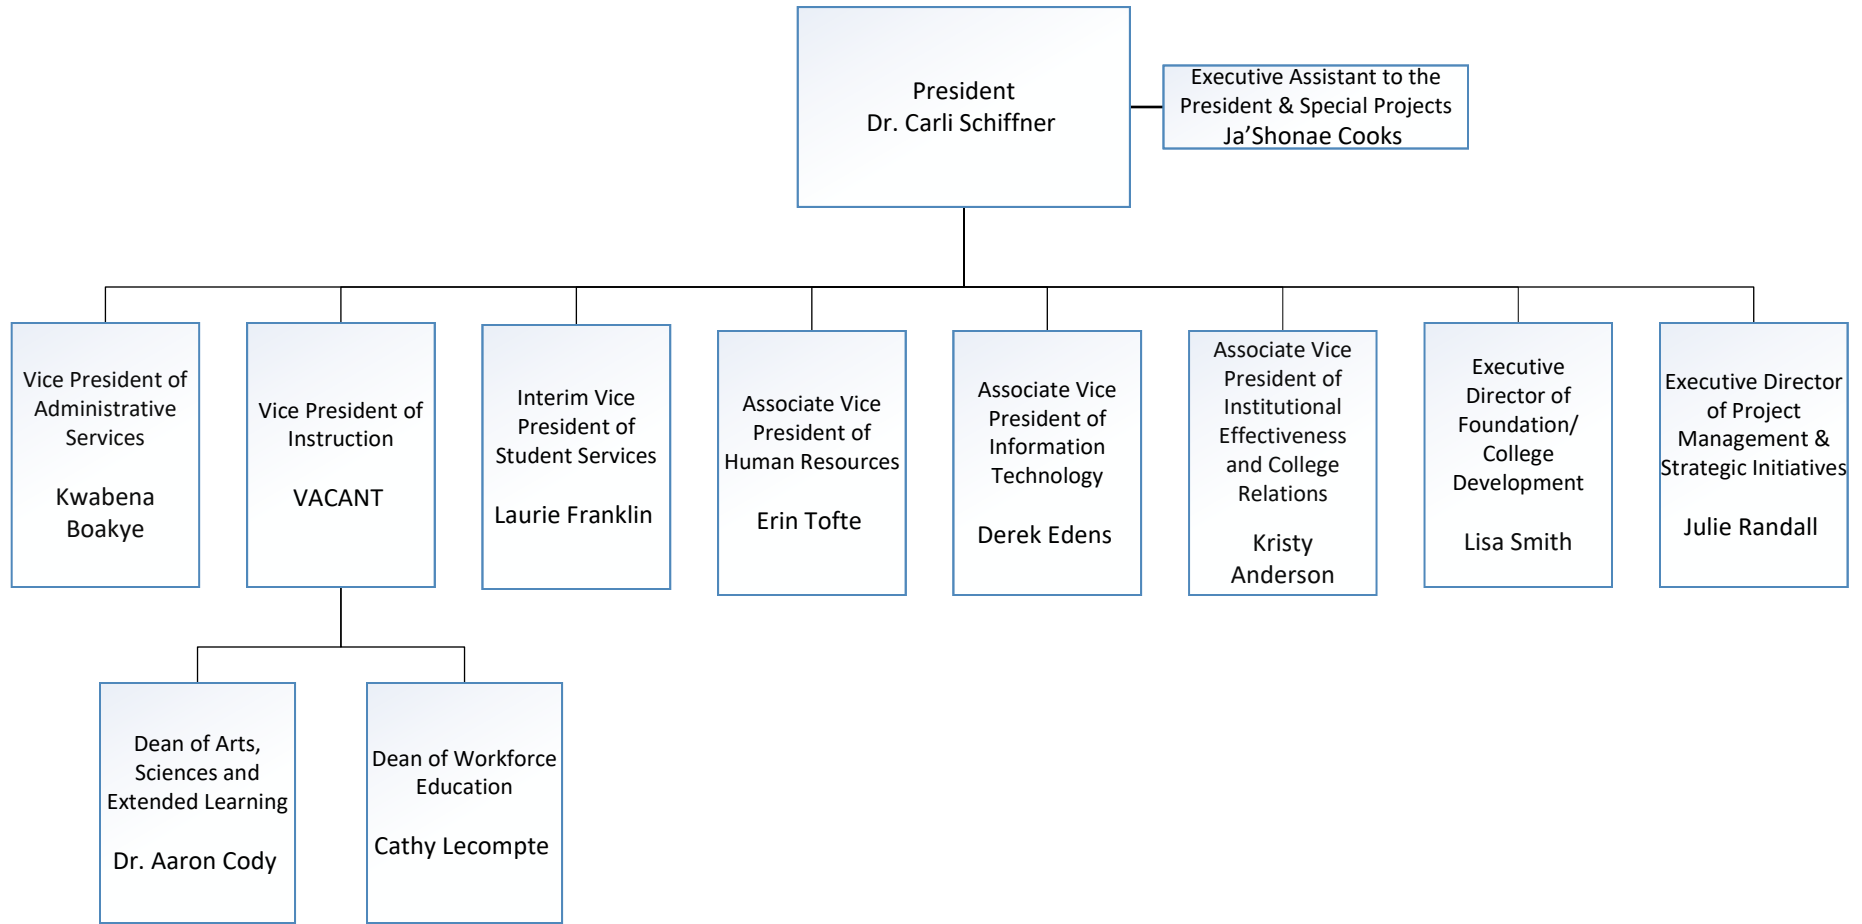 President
Dr. Carli Schiffner
Executive Assistant to the
President & Special Projects
Ja’Shonae Cooks
Vice President of
Administrative
Services
Kwabena
Boakye
Vice President of
Instruction
VACANT
Interim Vice
President of
Student Services
Laurie Franklin
Associate Vice
President of
Human Resources
Erin Tofte
Associate Vice
President of
Information
Technology
Derek Edens
Associate Vice
President of
Institutional
Effectiveness
and College
Relations
Kristy
Anderson
Executive
Director of
Foundation/
College
Development
Lisa Smith
Executive Director
of Project
Management &
Strategic Initiatives
Julie Randall
Dean of Arts,
Sciences and
Extended Learning
Dr. Aaron Cody
Dean of Workforce
Education
Cathy Lecompte